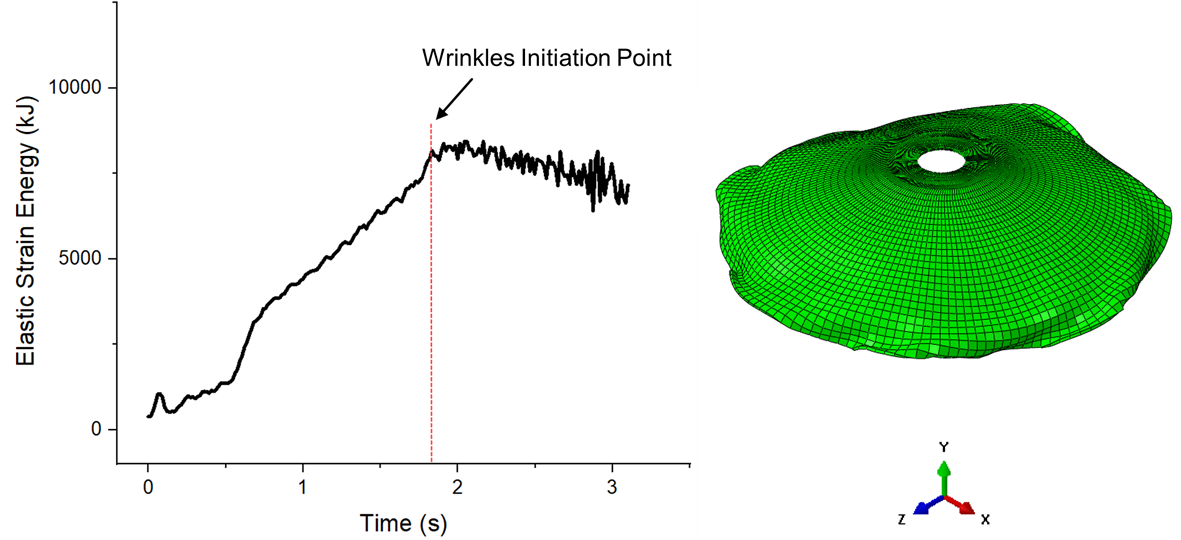 Wrinkles Initiation Point
10000
5000
0
Elastic Strain Energy (kJ)
0 1 2 3
Time (s)
Y
Z X